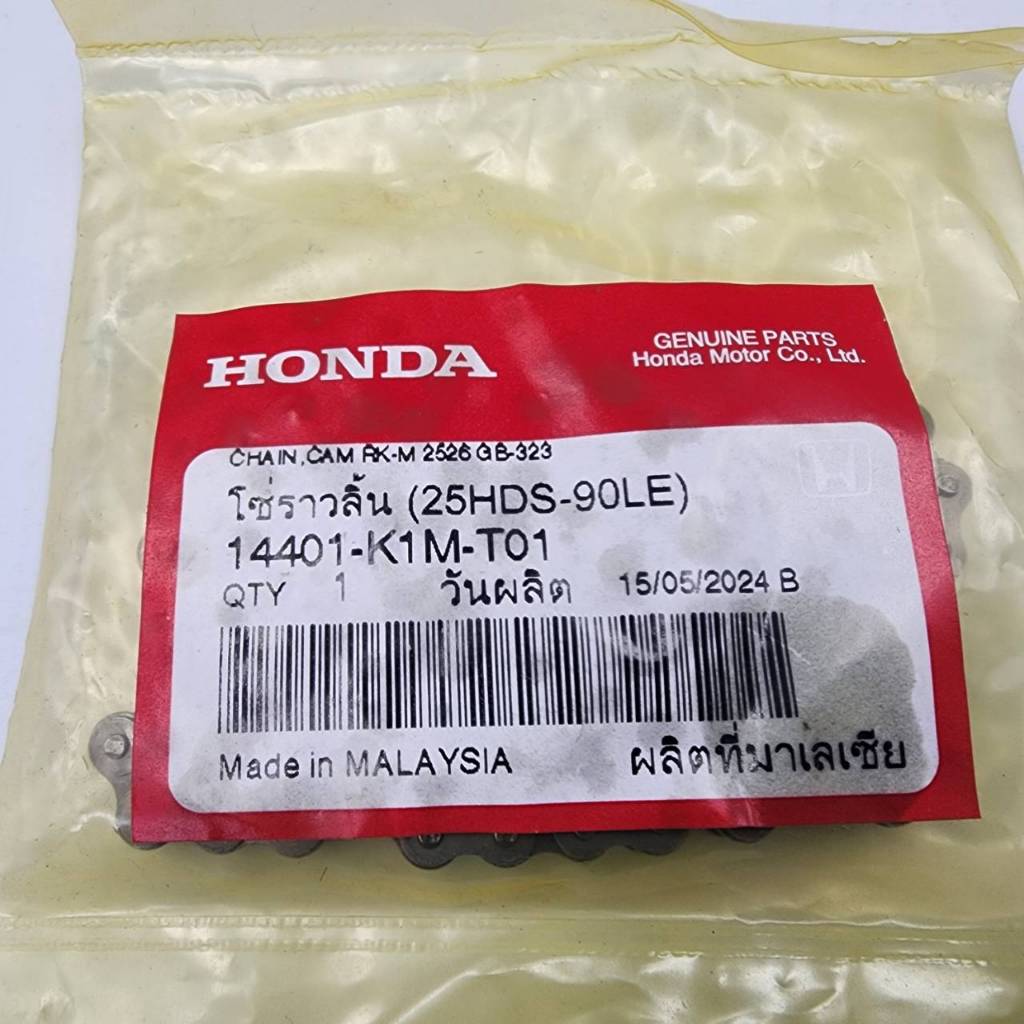 HONDA
GENUINE PARTS
Honda Motor Co., Ltd.
CHAIN,CAM RK-M 2526 GB-323
โซ่ราวลิ้น (25HDS-90LE)
14401-K1M-T01
QTY 1 วันผลิต 15/05/2024 B
Made in MALAYSIA ผลิตที่มาเลเซีย